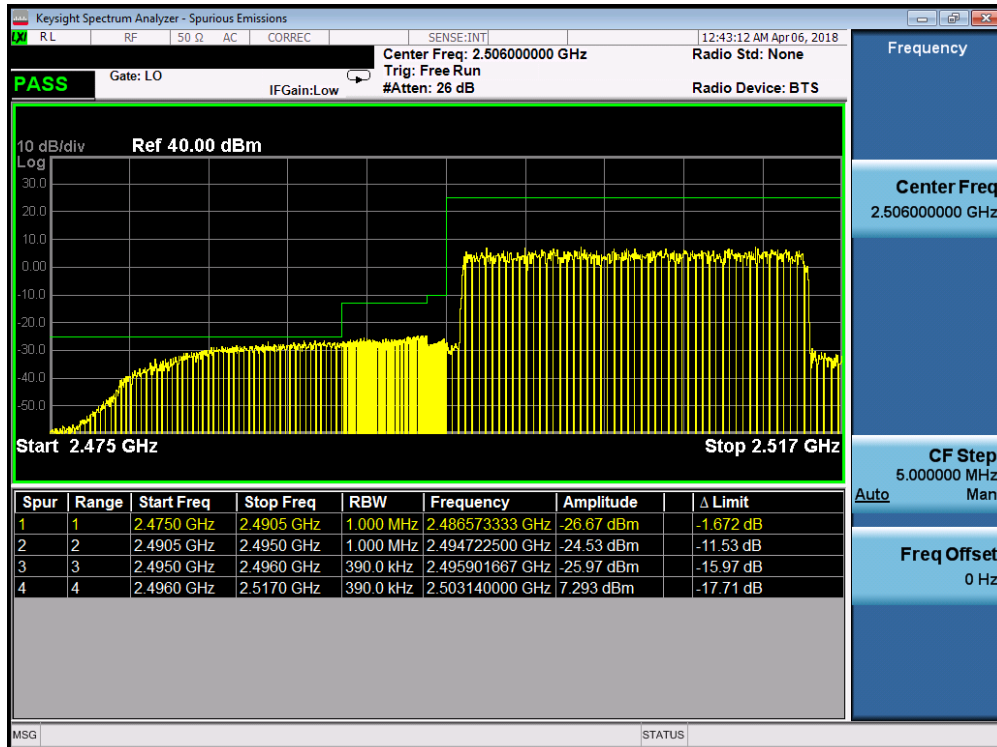 Keysight Spectrum Analyzer - Spurious Emissions
LXI RL RF 50 Ω AC CORREC SENSE:INT 12:43:12 AM Apr 06, 2018
Center Freq: 2.506000000 GHz Radio Std: None
Trig: Free Run
PASS Gate: LO IFGain:Low #Atten: 26 dB Radio Device: BTS
Frequency
10 dB/div Ref 40.00 dBm
Log
30.0
20.0
10.0
0.00
-10.0
-20.0
-30.0
-40.0
-50.0
Start 2.475 GHz Stop 2.517 GHz
Center Freq
2.506000000 GHz
CF Step
5.000000 MHz
Auto Man
Freq Offset
0 Hz
Spur Range Start Freq Stop Freq RBW Frequency Amplitude Δ Limit
1 1 2.4750 GHz 2.4905 GHz 1.000 MHz 2.486573333 GHz -26.67 dBm -1.672 dB
2 2 2.4905 GHz 2.4950 GHz 1.000 MHz 2.494722500 GHz -24.53 dBm -11.53 dB
3 3 2.4950 GHz 2.4960 GHz 390.0 kHz 2.495901667 GHz -25.97 dBm -15.97 dB
4 4 2.4960 GHz 2.5170 GHz 390.0 kHz 2.503140000 GHz 7.293 dBm -17.71 dB
MSG STATUS